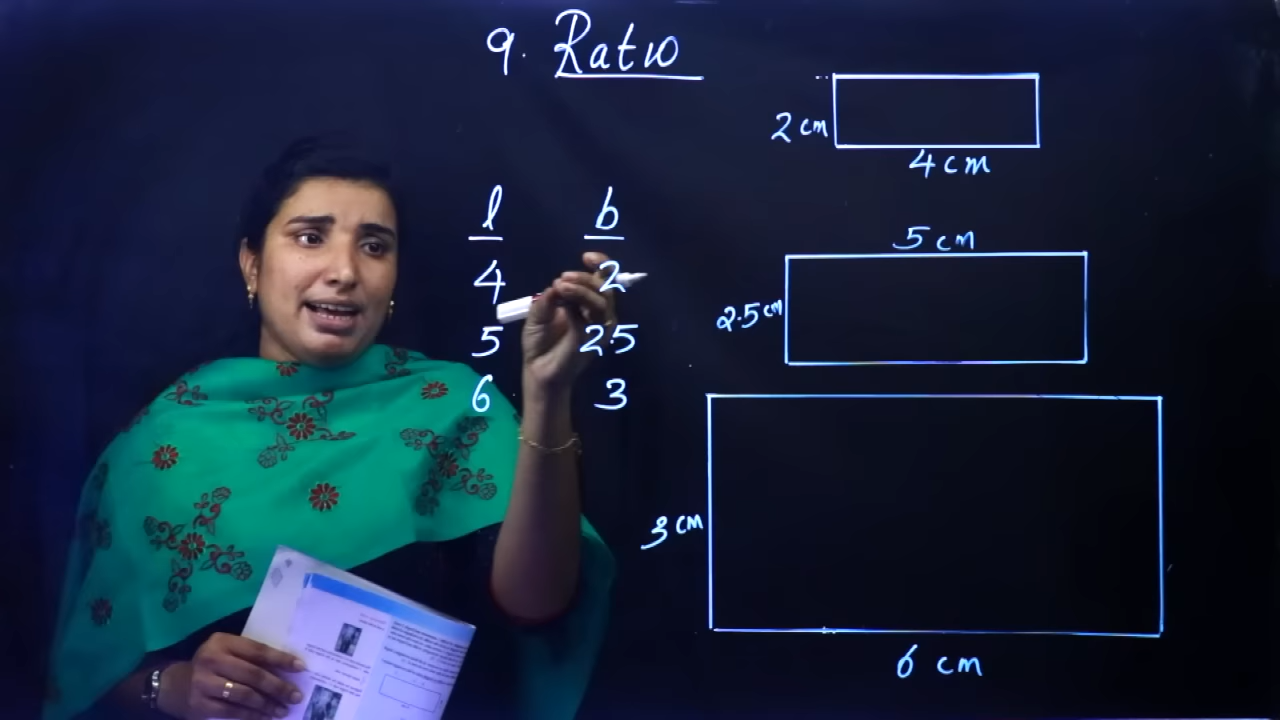 9. Ratio
2 cm
4 cm
l b
4 2
5 2.5
6 3
5 cm
2.5 cm
3 cm
6 cm